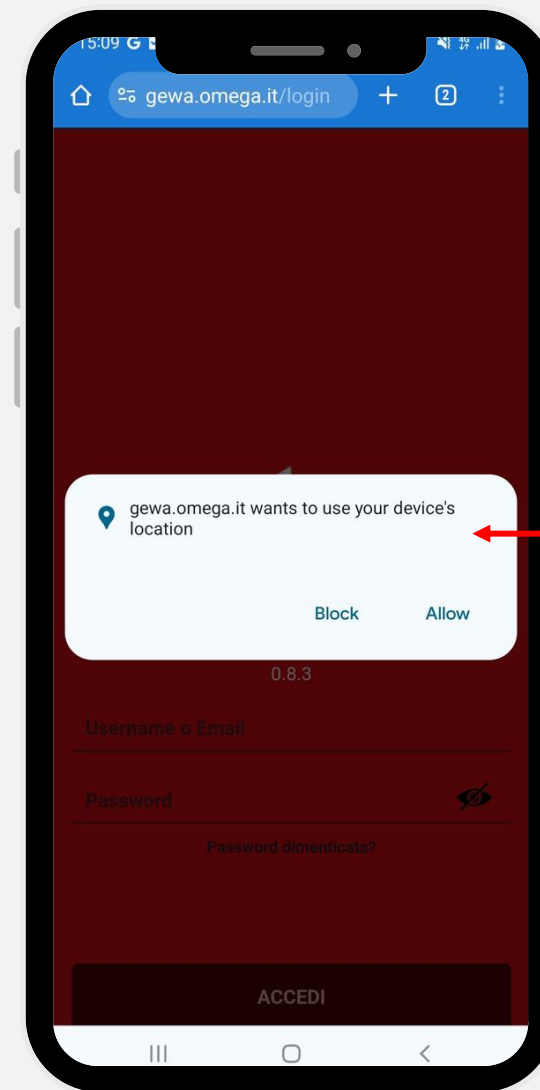 15:09 G
4G
gewa.omega.it/login
2
gewa.omega.it wants to use your device's
location
Block Allow
0.8.3
Username o Email
Password
Password dimenticata?
ACCEDI